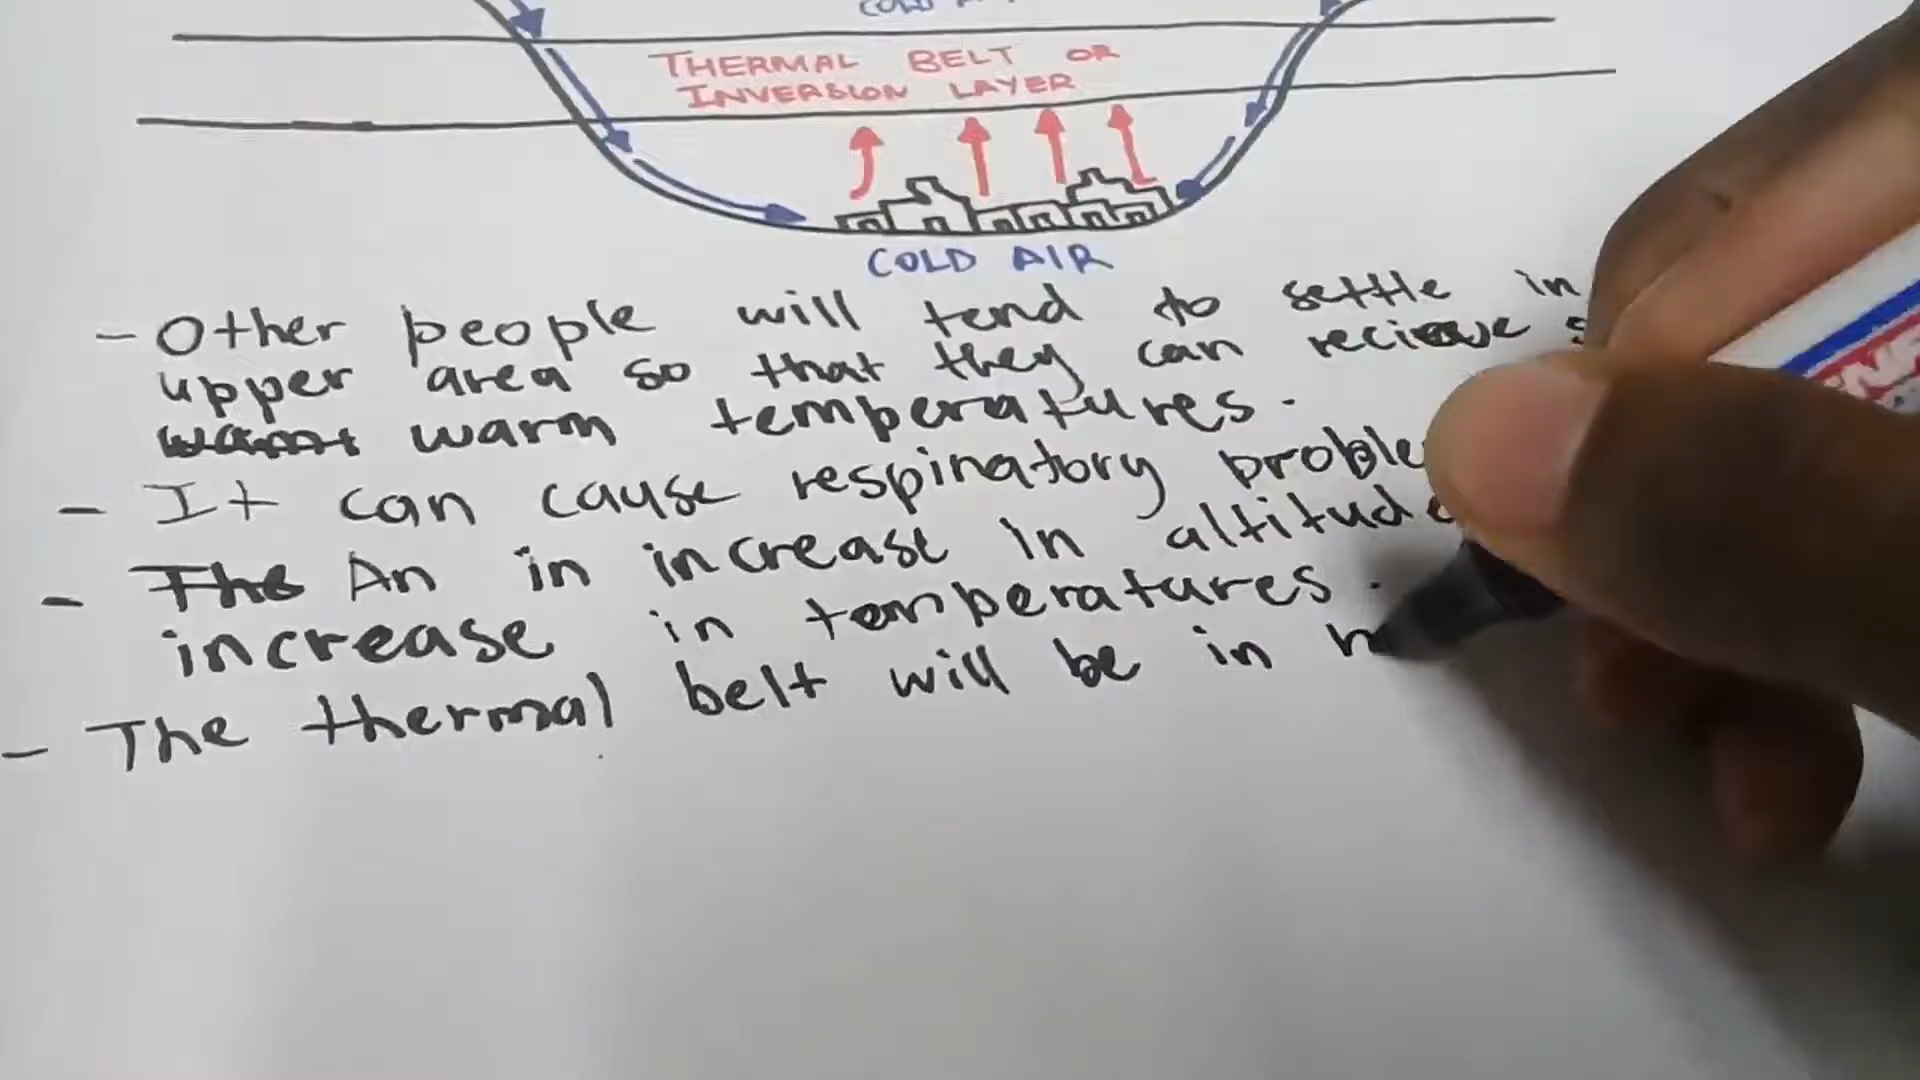 THERMAL BELT OR
INVERSION LAYER
COLD AIR
- Other people will tend to settle in
upper area so that they can recieve
warm temperatures.
- It can cause respiratory
- The An in increase in
increase in temperatures.
- The thermal belt will be in